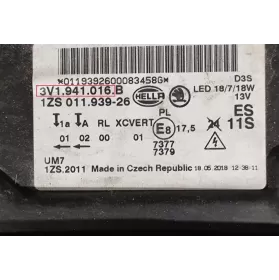 *0119392600083458G*
D3S
3V1.941.016.B
HELLA
LED 18/7/18W
13V
1ZS 011.939-26
PL
ES
1a A RL XCVERT
E8
17,5
24
11S
01 02 00 01
7377
7379
UM7
1ZS.2011 Made in Czech Republic 18.05.2018 12-38-11